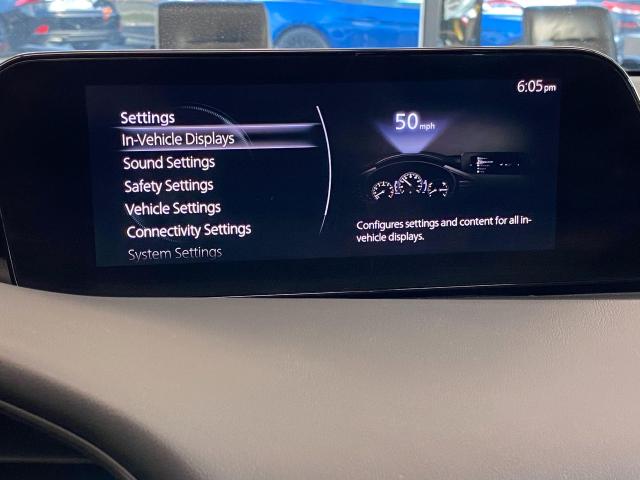 6:05pm
Settings
In-Vehicle Displays
Sound Settings
Safety Settings
Vehicle Settings
Connectivity Settings
System Settings
50 mph
Configures settings and content for all in-
vehicle displays.